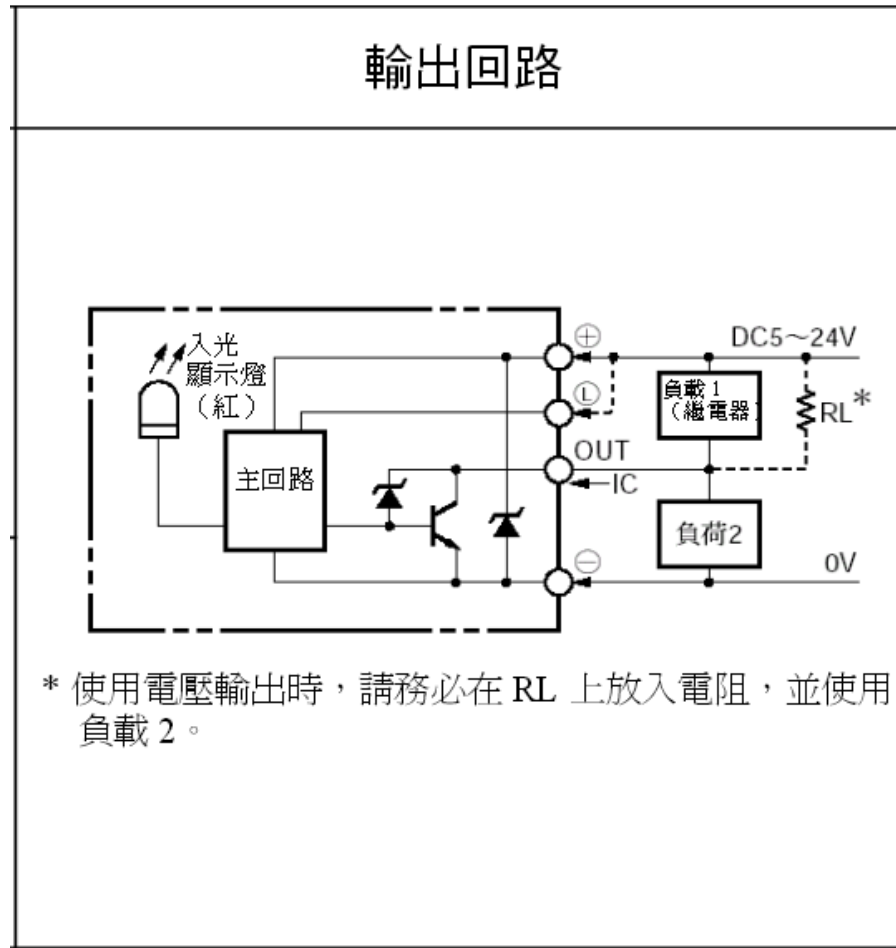 輸出回路
入光
顯示燈
（紅）
主回路
⊕
Ⓛ
OUT
IC
⊖
DC5～24V
負載1
（繼電器）
RL*
負荷2
0V
* 使用電壓輸出時，請務必在 RL 上放入電阻，並使用
負載 2。